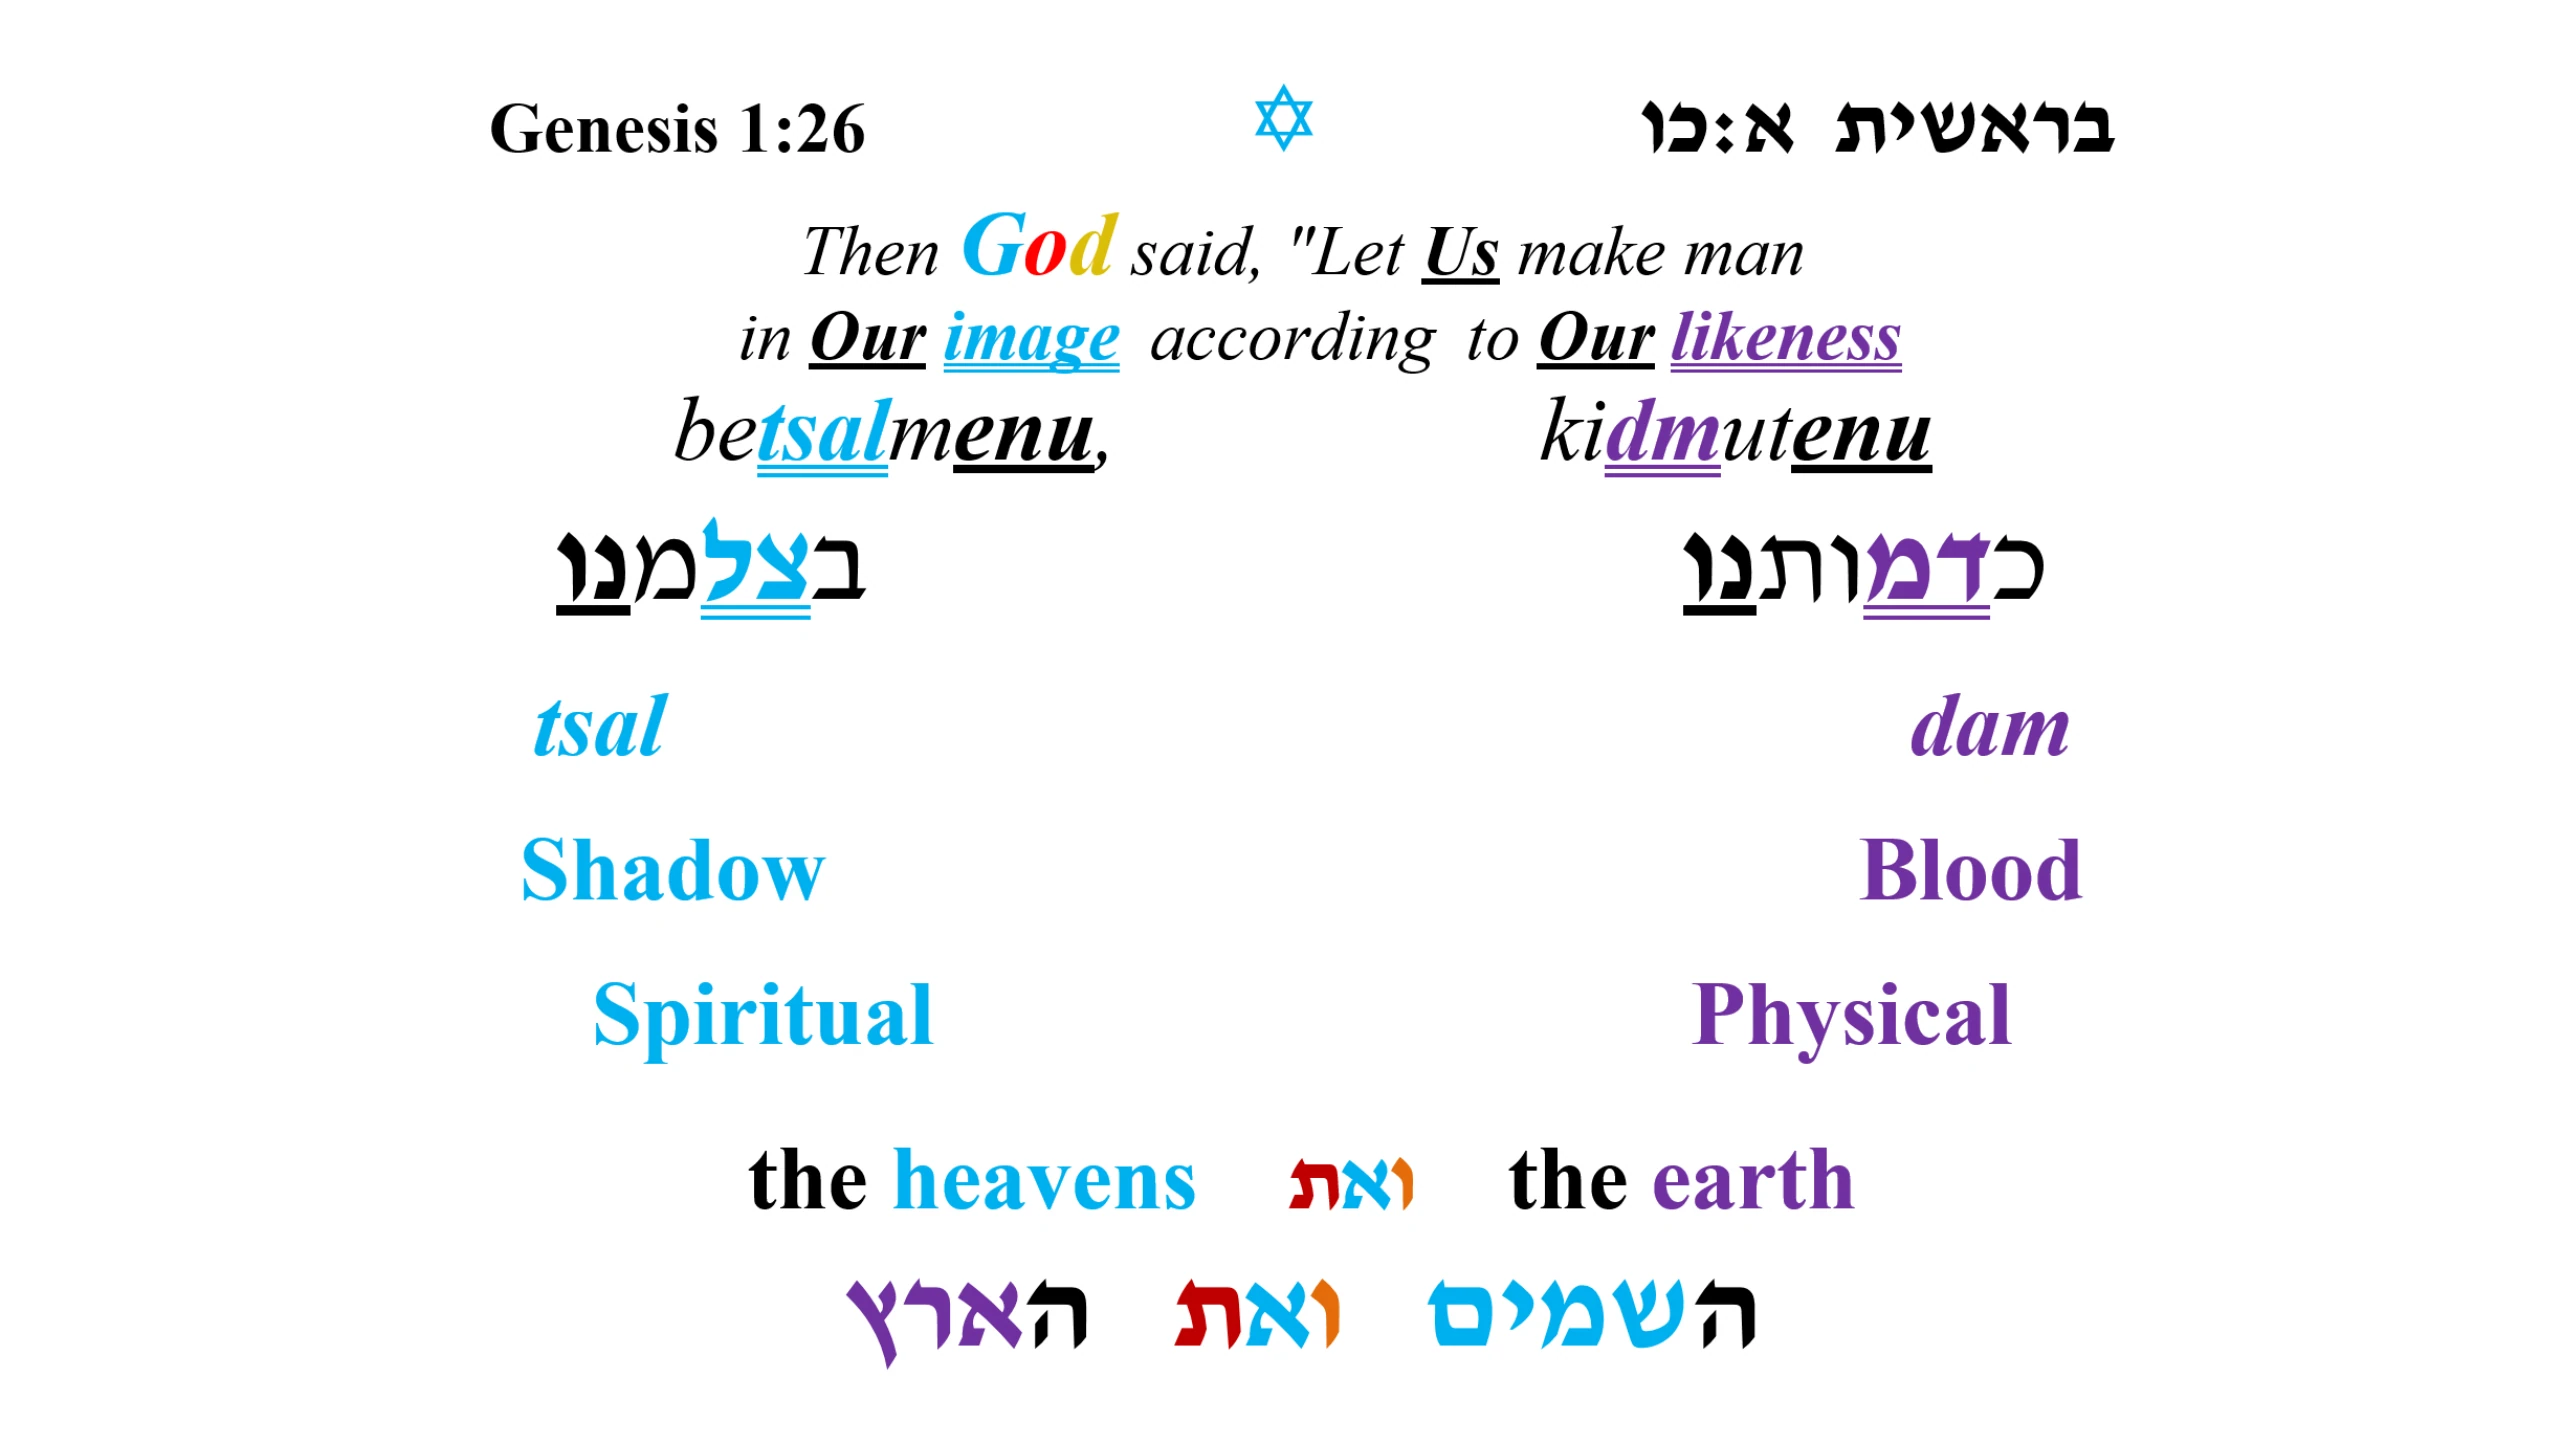 Genesis 1:26 ✡ בראשית א:כו
Then God said, "Let Us make man
in Our image according to Our likeness
betsalmenu, kidmutenu
בצלמנו כדמותנו
tsal dam
Shadow Blood
Spiritual Physical
the heavens ואת the earth
השמים ואת הארץ